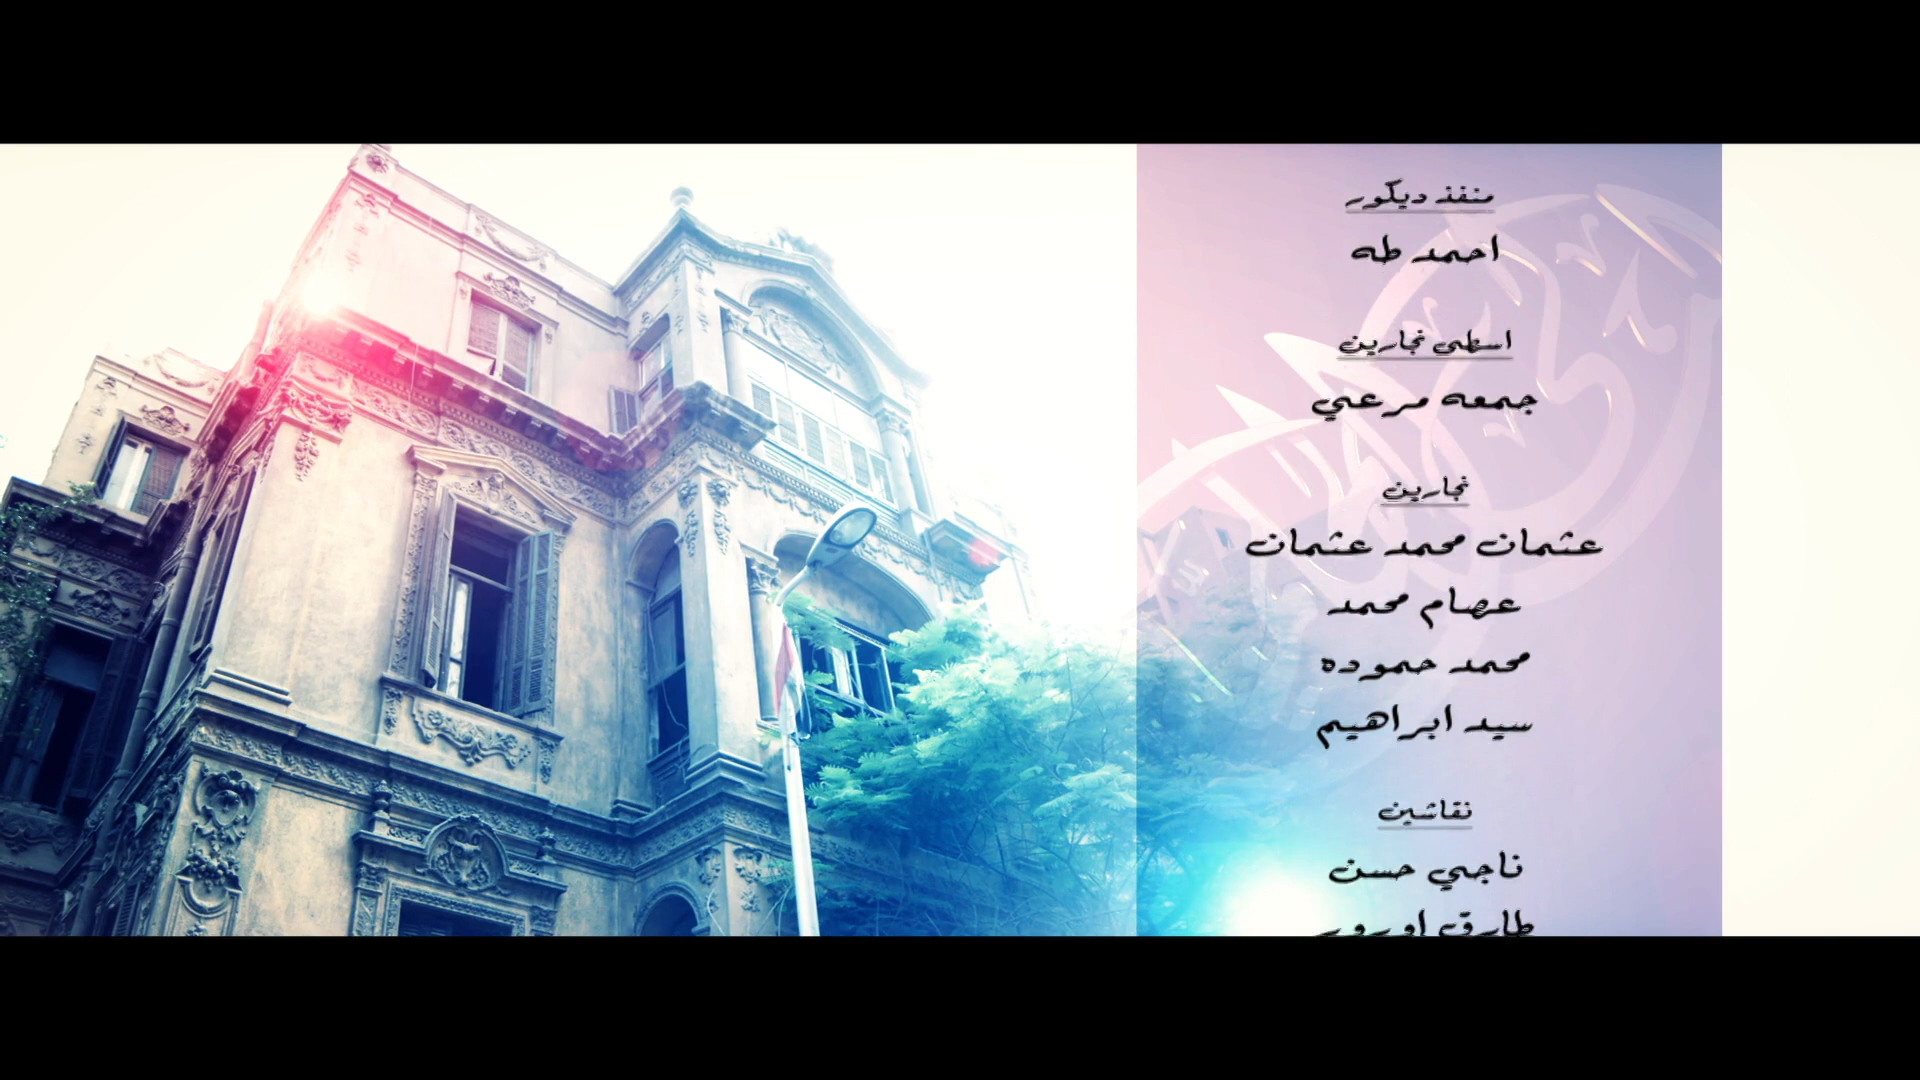 منفذ ديكور
احمد طه
اسطى نجارين
جمعه مرعي
نجارين
عثمان محمد عثمان
عصام محمد
محمد حموده
سيد ابراهيم
نقاشين
ناجي حسن
طارق